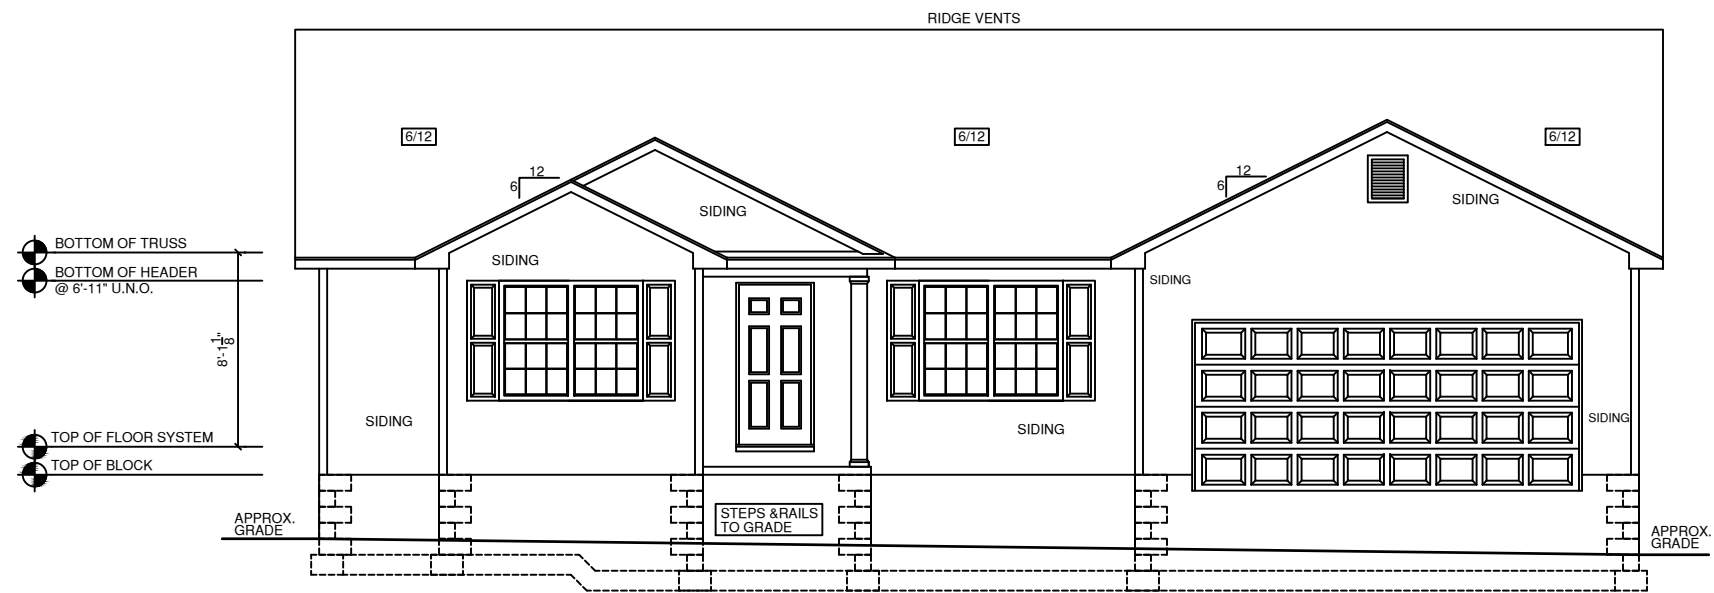 RIDGE VENTS
6/12
6/12
6/12
12
6
12
6
SIDING
SIDING
BOTTOM OF TRUSS
BOTTOM OF HEADER
@ 6'-11" U.N.O.
SIDING
SIDING
8'-1 1/8"
SIDING
SIDING
SIDING
TOP OF FLOOR SYSTEM
TOP OF BLOCK
APPROX.
GRADE
STEPS &RAILS
TO GRADE
APPROX.
GRADE